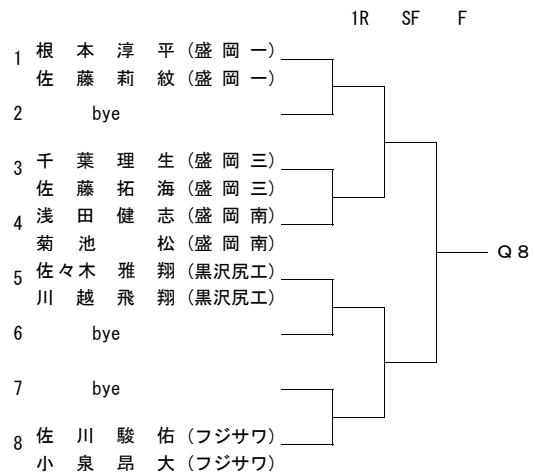 1R SF F
1 根 本 淳 平 (盛 岡 一)
佐 藤 莉 紋 (盛 岡 一)
2 bye
3 千 葉 理 生 (盛 岡 三)
佐 藤 拓 海 (盛 岡 三)
4 浅 田 健 志 (盛 岡 南)
菊 池 松 (盛 岡 南)
Q8
5 佐々木 雅 翔 (黒沢尻工)
川 越 飛 翔 (黒沢尻工)
6 bye
7 bye
8 佐 川 駿 佑 (フジサワ)
小 泉 昂 大 (フジサワ)